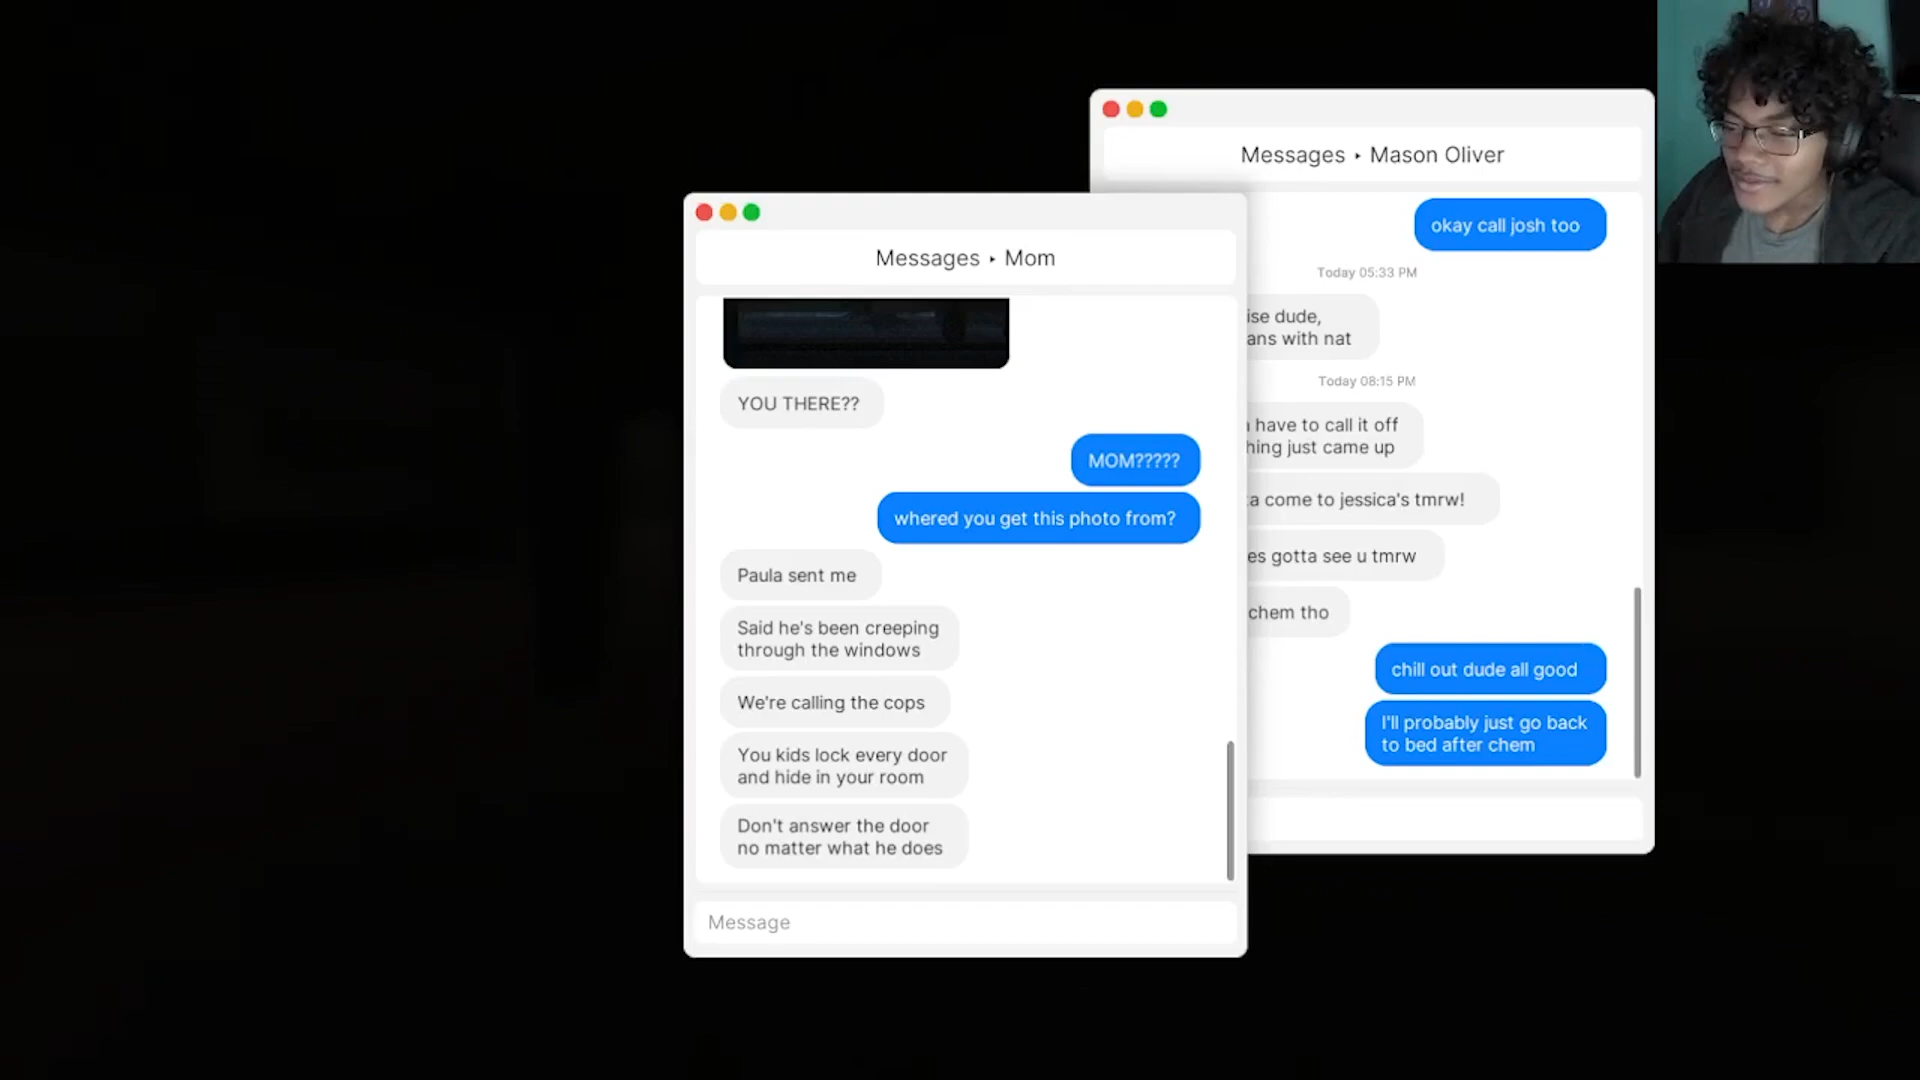 Messages ‣ Mason Oliver
okay call josh too
Today 05:33 PM
ise dude,
ans with nat
Today 08:15 PM
have to call it off
hing just came up
a come to jessica's tmrw!
es gotta see u tmrw
chem tho
chill out dude all good
I'll probably just go back
to bed after chem
Messages ‣ Mom
YOU THERE??
MOM?????
whered you get this photo from?
Paula sent me
Said he's been creeping
through the windows
We're calling the cops
You kids lock every door
and hide in your room
Don't answer the door
no matter what he does
Message